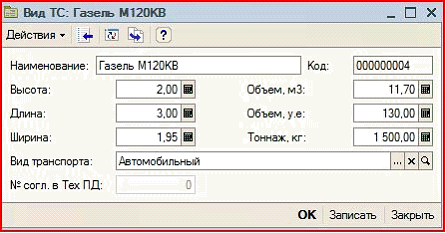 Вид ТС: Газель М120КВ
Действия
Наименование: Газель М120КВ Код: 000000004
Высота: 2,00 Объем, м3: 11,70
Длина: 3,00 Объем, у.е: 130,00
Ширина: 1,95 Тоннаж, кг: 1 500,00
Вид транспорта: Автомобильный ... x
№ согл. в Тех ПД: 0
OK Записать Закрыть